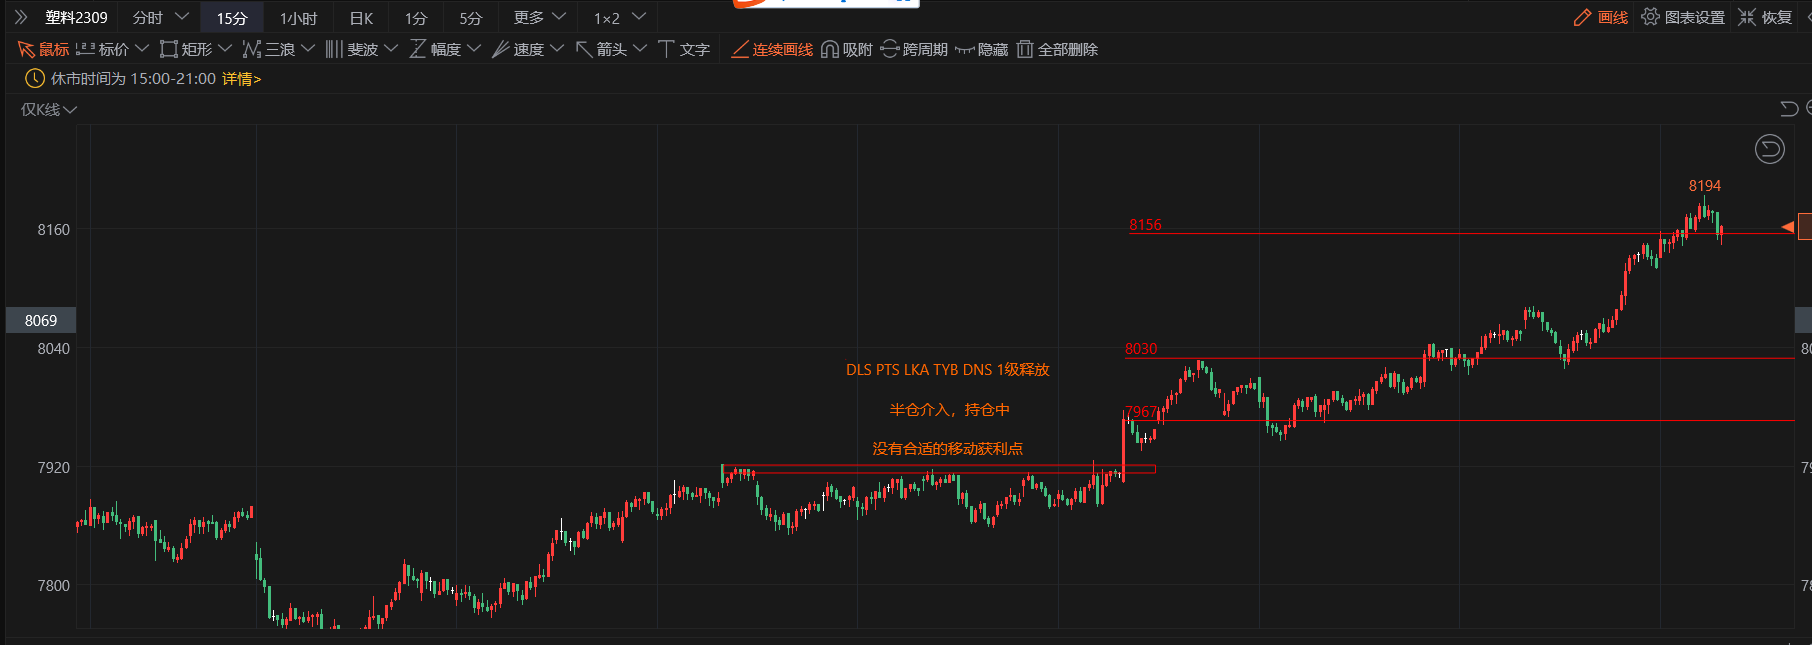 塑料2309 分时 15分 1小时 日K 1分 5分 更多 1×2 画线 图表设置 恢复
鼠标 123 标价 矩形 三浪 斐波 幅度 速度 箭头 文字 连续画线 吸附 跨周期 隐藏 全部删除
休市时间为 15:00-21:00 详情>
仅K线
8194
8156
8160
8069
8030
8040
DLS PTS LKA TYB DNS 1级释放
半仓介入，持仓中
7967
没有合适的移动获利点
7920
7800